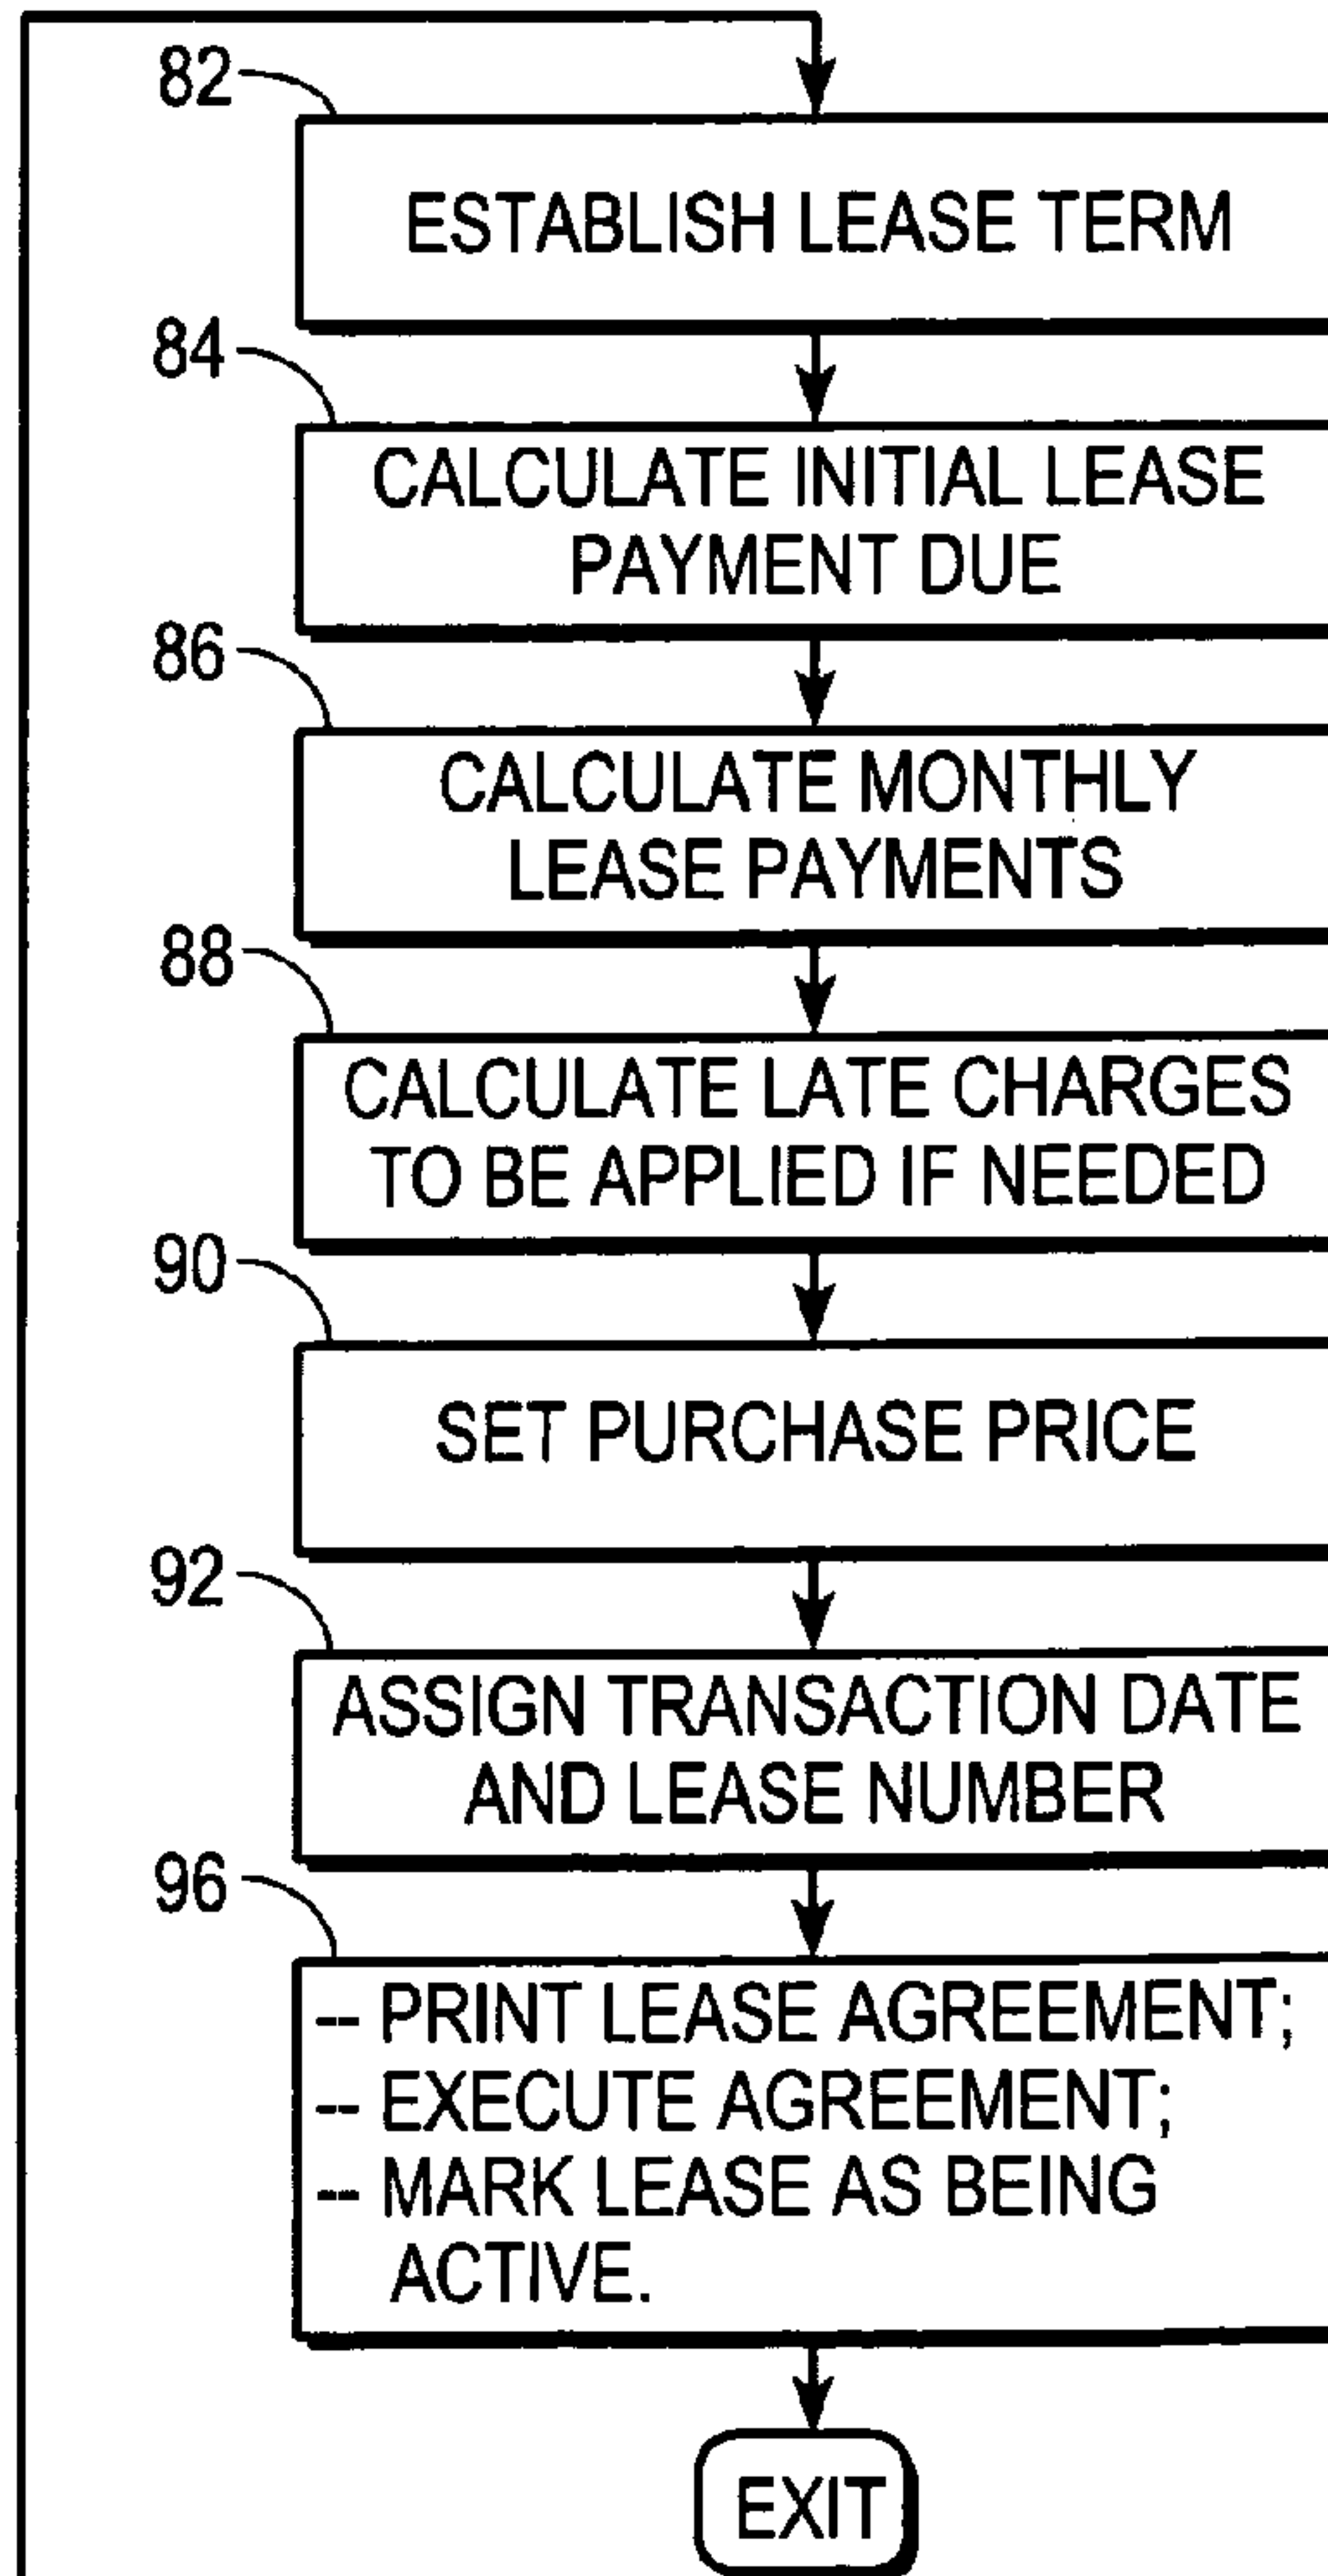 82
ESTABLISH LEASE TERM
84
CALCULATE INITIAL LEASE
PAYMENT DUE
86
CALCULATE MONTHLY
LEASE PAYMENTS
88
CALCULATE LATE CHARGES
TO BE APPLIED IF NEEDED
90
SET PURCHASE PRICE
92
ASSIGN TRANSACTION DATE
AND LEASE NUMBER
96
-- PRINT LEASE AGREEMENT;
-- EXECUTE AGREEMENT;
-- MARK LEASE AS BEING
ACTIVE.
EXIT